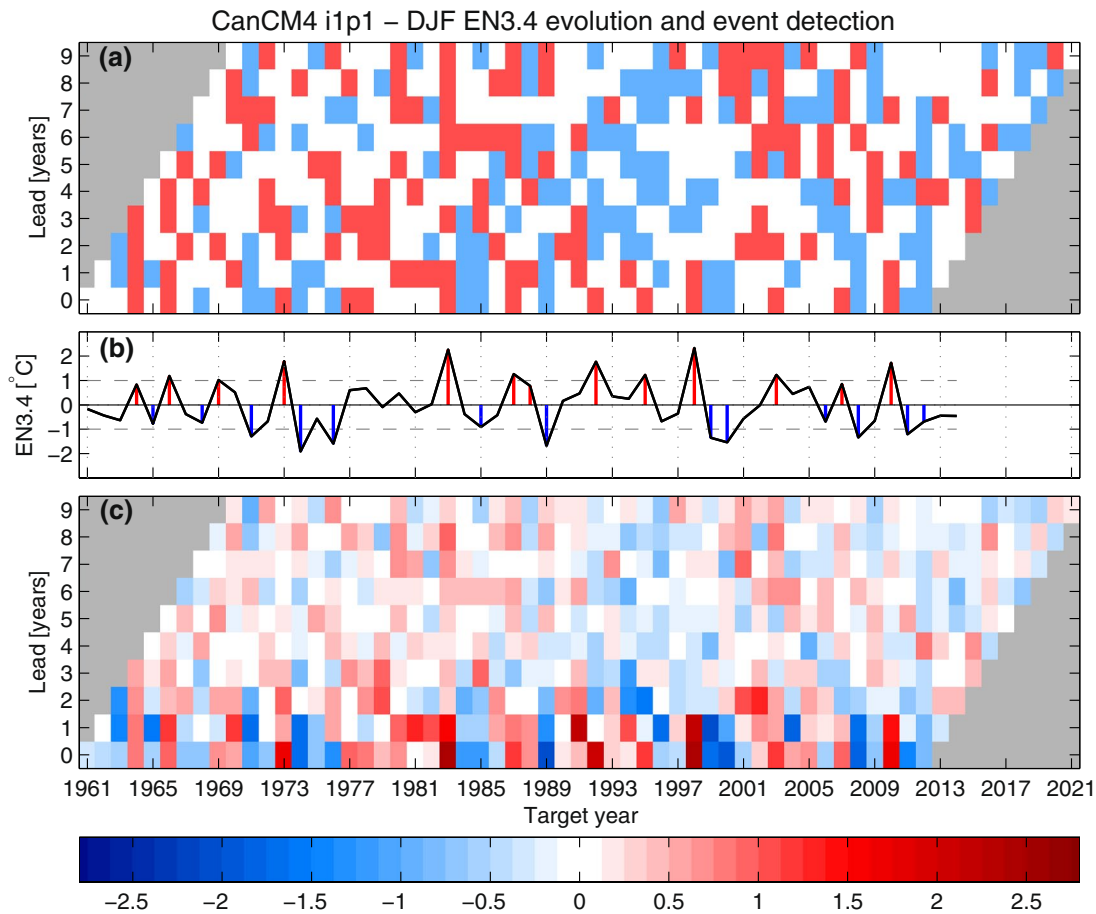 CanCM4 i1p1 − DJF EN3.4 evolution and event detection
(a)
Lead [years]
9
8
7
6
5
4
3
2
1
0
(b)
EN3.4 [°C]
2
1
0
−1
−2
(c)
Lead [years]
9
8
7
6
5
4
3
2
1
0
1961 1965 1969 1973 1977 1981 1985 1989 1993 1997 2001 2005 2009 2013 2017 2021
Target year
−2.5 −2 −1.5 −1 −0.5 0 0.5 1 1.5 2 2.5